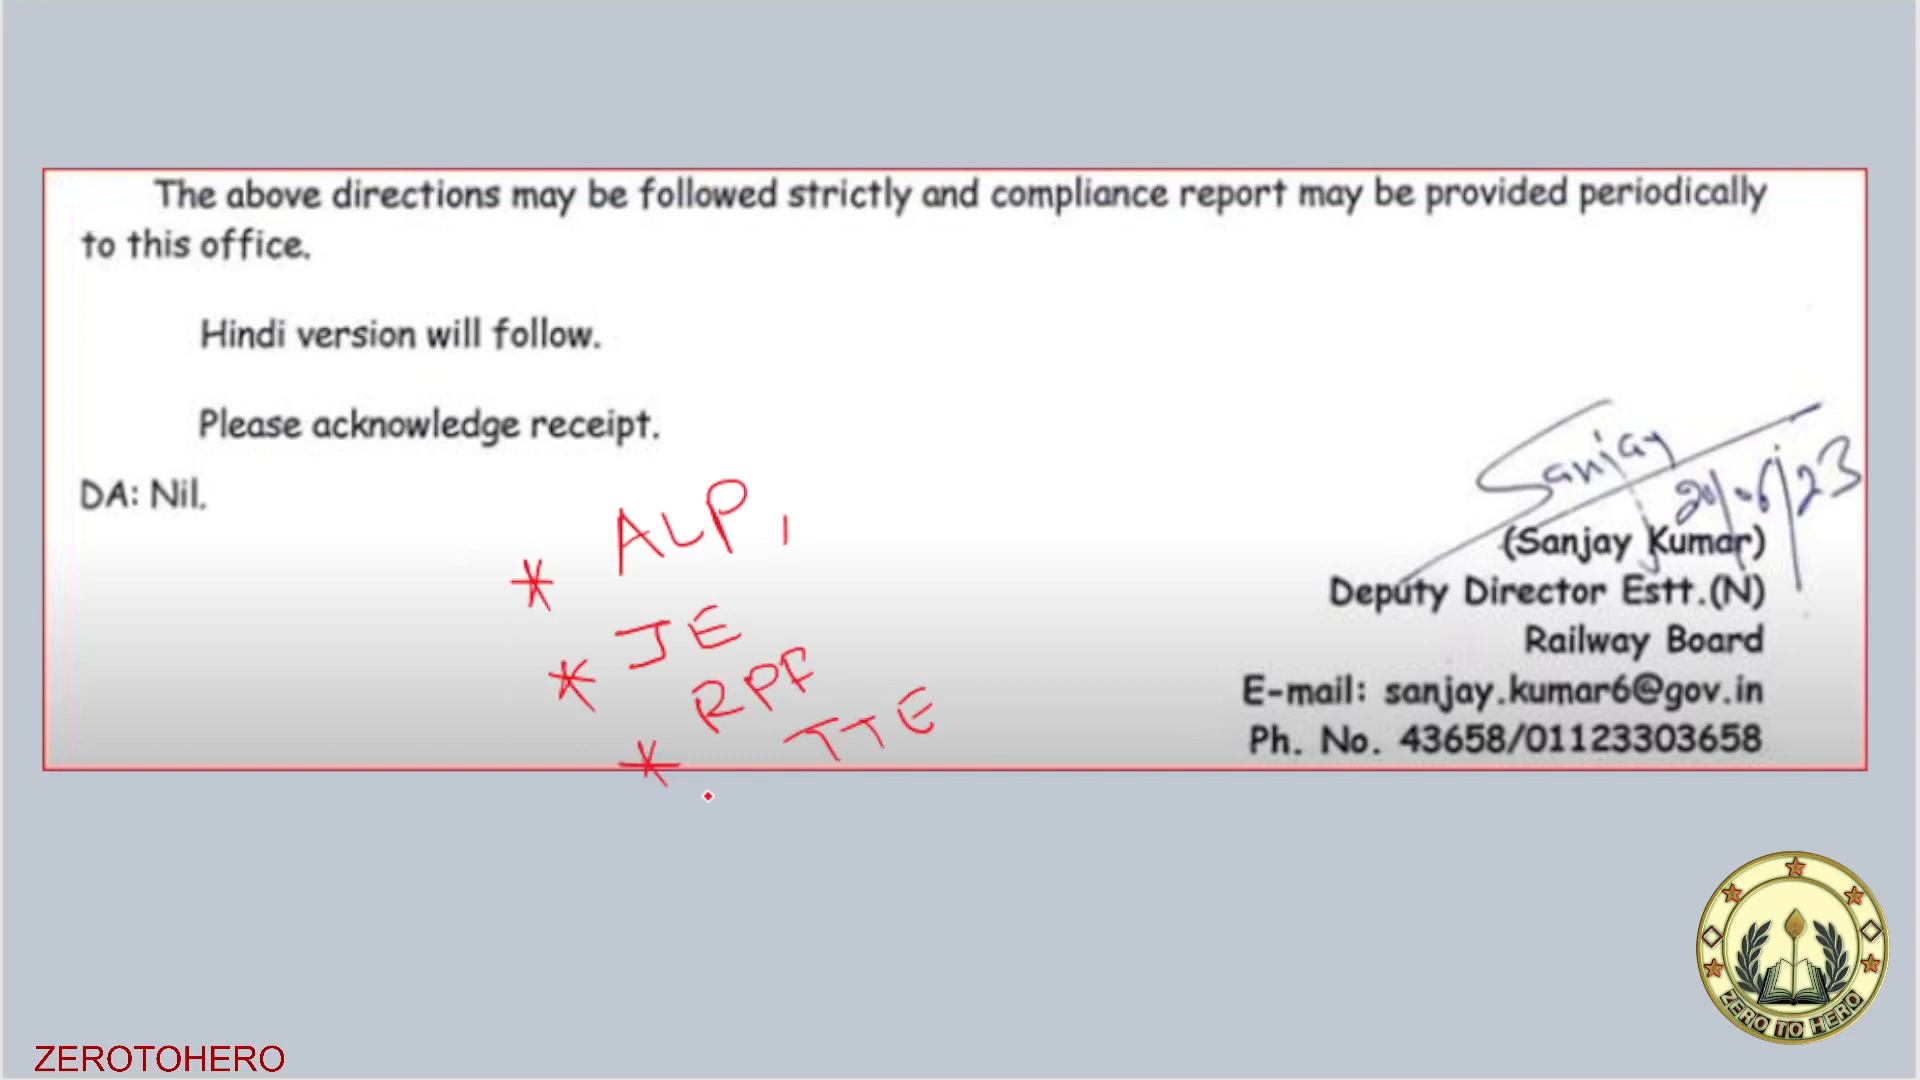 The above directions may be followed strictly and compliance report may be provided periodically
to this office.
Hindi version will follow.
Please acknowledge receipt.
DA: Nil.
Sanjay
20/06/23
(Sanjay Kumar)
Deputy Director Estt.(N)
Railway Board
E-mail: sanjay.kumar6@gov.in
Ph. No. 43658/01123303658
* ALP,
* JE
RPF
* TTE
ZERO TO HERO
ZEROTOHERO